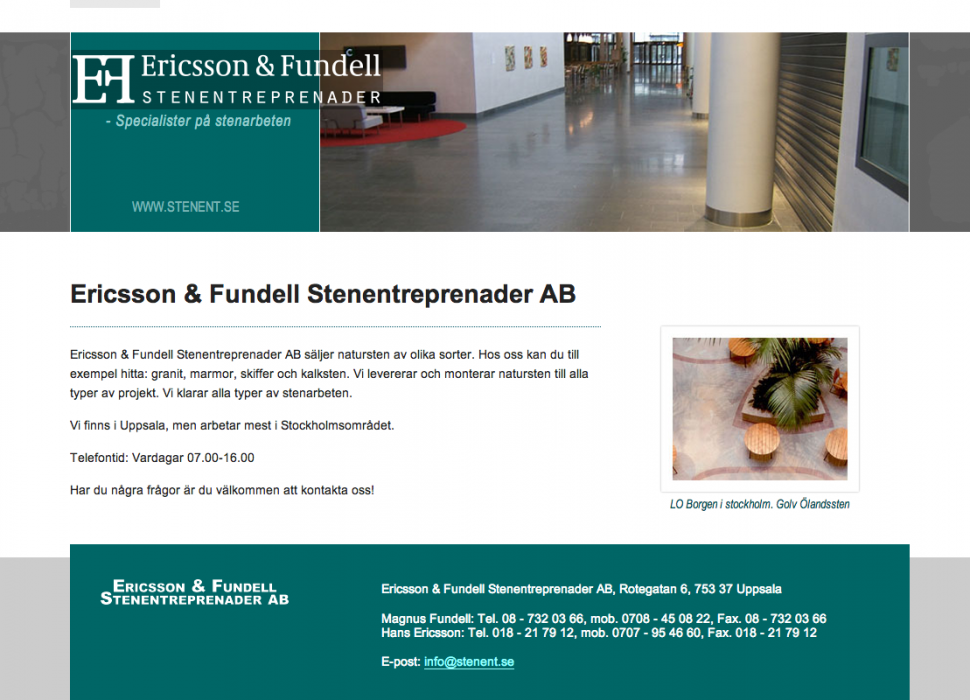 Ericsson & Fundell
STENENTREPRENADER
- Specialister på stenarbeten
WWW.STENENT.SE
Ericsson & Fundell Stenentreprenader AB
Ericsson & Fundell Stenentreprenader AB säljer natursten av olika sorter. Hos oss kan du till
exempel hitta: granit, marmor, skiffer och kalksten. Vi levererar och monterar natursten till alla
typer av projekt. Vi klarar alla typer av stenarbeten.
Vi finns i Uppsala, men arbetar mest i Stockholmsområdet.
Telefontid: Vardagar 07.00-16.00
Har du några frågor är du välkommen att kontakta oss!
LO Borgen i stockholm. Golv Ölandssten
ERICSSON & FUNDELL
STENENTREPRENADER AB
Ericsson & Fundell Stenentreprenader AB, Rotegatan 6, 753 37 Uppsala
Magnus Fundell: Tel. 08 - 732 03 66, mob. 0708 - 45 08 22, Fax. 08 - 732 03 66
Hans Ericsson: Tel. 018 - 21 79 12, mob. 0707 - 95 46 60, Fax. 018 - 21 79 12
E-post: info@stenent.se